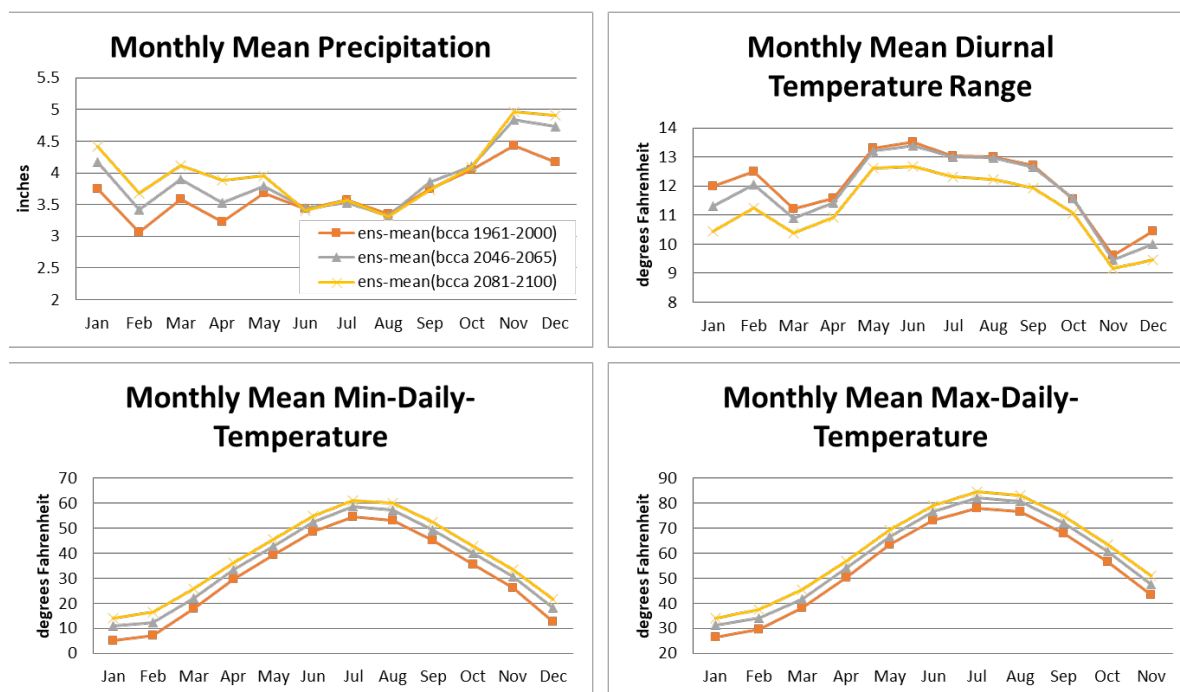 Monthly Mean Precipitation
inches
5.5
5
4.5
4
3.5
3
2.5
2
ens-mean(bcca 1961-2000)
ens-mean(bcca 2046-2065)
ens-mean(bcca 2081-2100)
Jan Feb Mar Apr May Jun Jul Aug Sep Oct Nov Dec
Monthly Mean Diurnal
Temperature Range
degrees Fahrenheit
14
13
12
11
10
9
8
Jan Feb Mar Apr May Jun Jul Aug Sep Oct Nov Dec
Monthly Mean Min-Daily-
Temperature
degrees Fahrenheit
70
60
50
40
30
20
10
0
Jan Feb Mar Apr May Jun Jul Aug Sep Oct Nov Dec
Monthly Mean Max-Daily-
Temperature
degrees Fahrenheit
90
80
70
60
50
40
30
20
Jan Feb Mar Apr May Jun Jul Aug Sep Oct Nov